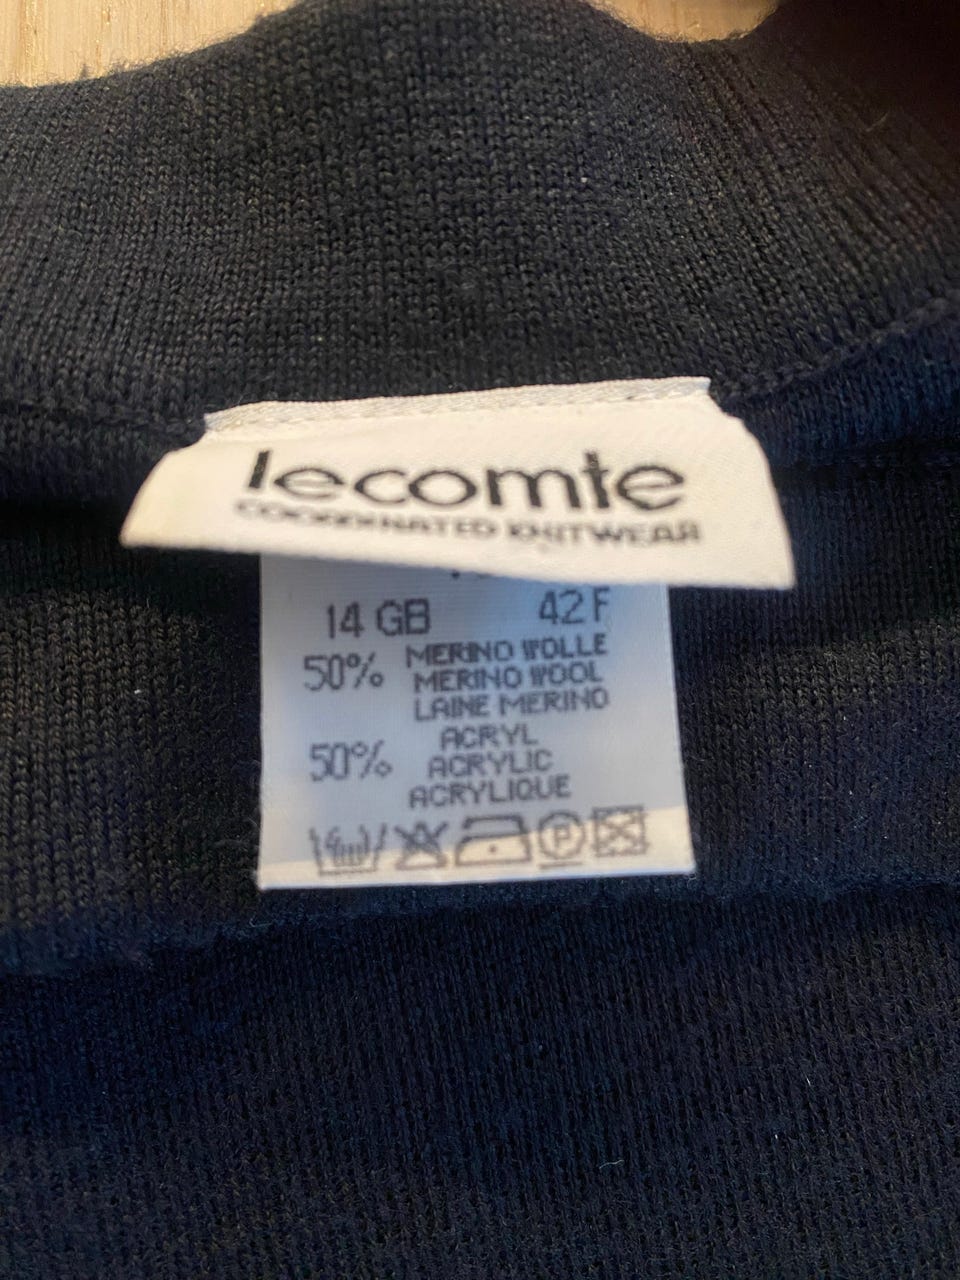 lecomte
COORDINATED KNITWEAR
14 GB 42 F
50% MERINO WOLLE
MERINO WOOL
LAINE MERINO
50% ACRYL
ACRYLIC
ACRYLIQUE
P